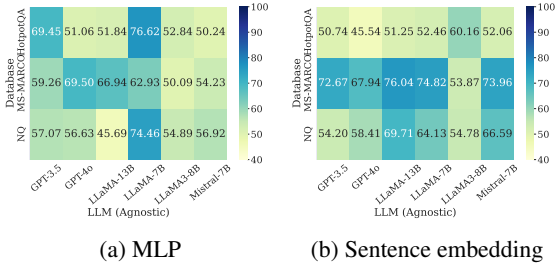 HotpotQA 69.45 51.06 51.84 76.62 52.84 50.24
MS-MARCO 59.26 69.50 66.94 62.93 50.09 54.23
NQ 57.07 56.63 45.69 74.46 54.89 56.92
Database
GPT-3.5 GPT-4o LLaMA-13B LLaMA-7B LLaMA3-8B Mistral-7B
LLM (Agnostic)
100
90
80
70
60
50
40
(a) MLP
HotpotQA 50.74 45.54 51.25 52.46 60.16 52.06
MS-MARCO 72.67 67.94 76.04 74.82 53.87 73.96
NQ 54.20 58.41 69.71 64.13 54.78 66.59
Database
GPT-3.5 GPT-4o LLaMA-13B LLaMA-7B LLaMA3-8B Mistral-7B
LLM (Agnostic)
100
90
80
70
60
50
40
(b) Sentence embedding